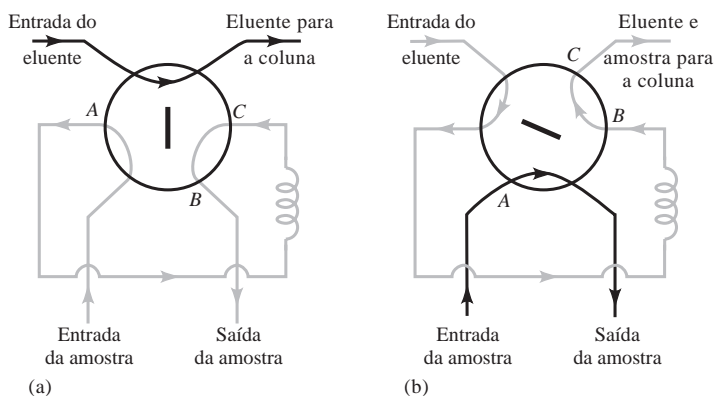 Entrada do
eluente
Eluente para
a coluna
A
C
B
Entrada
da amostra
Saída
da amostra
(a)
Entrada do
eluente
Eluente e
amostra para
a coluna
C
B
A
Entrada
da amostra
Saída
da amostra
(b)